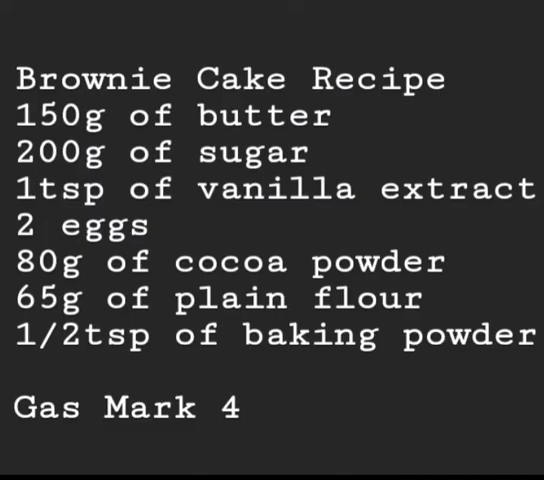 Brownie Cake Recipe
150g of butter
200g of sugar
1tsp of vanilla extract
2 eggs
80g of cocoa powder
65g of plain flour
1/2tsp of baking powder
Gas Mark 4